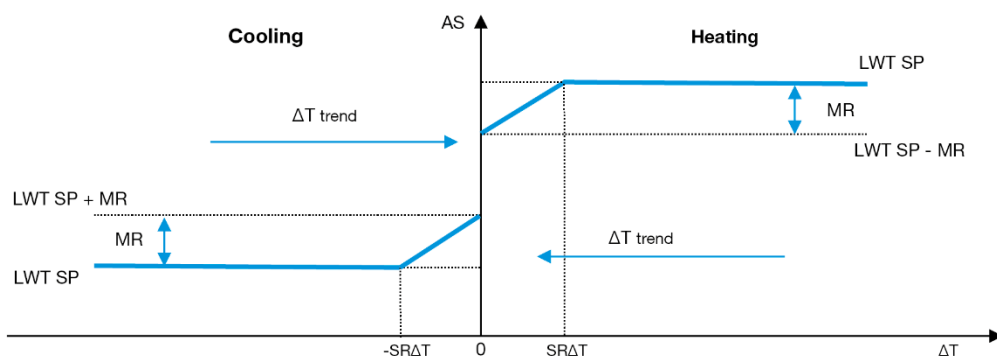 AS
Cooling
Heating
LWT SP
ΔT trend
MR
LWT SP - MR
LWT SP + MR
MR
ΔT trend
LWT SP
-SRΔT
0
SRΔT
ΔT